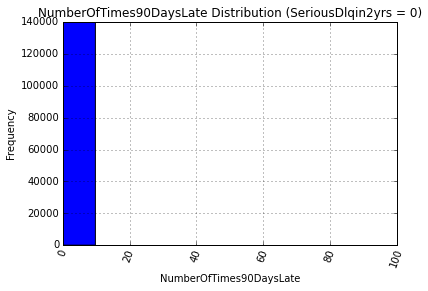 NumberOfTimes90DaysLate Distribution (SeriousDlqin2yrs = 0)
140000
120000
100000
80000
60000
40000
20000
0
Frequency
0 20 40 60 80 100
NumberOfTimes90DaysLate